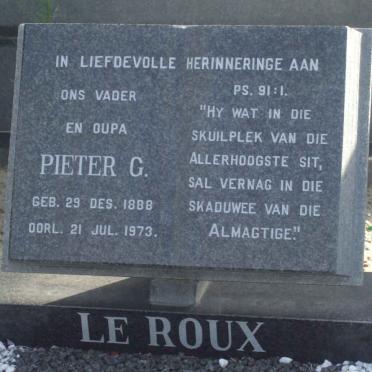 IN LIEFDEVOLLE HERINNERINGE AAN
ONS VADER
EN OUPA
PIETER G.
GEB. 29 DES. 1888
OORL. 21 JUL. 1973.
PS. 91:1.
"HY WAT IN DIE
SKUILPLEK VAN DIE
ALLERHOOGSTE SIT,
SAL VERNAG IN DIE
SKADUWEE VAN DIE
ALMAGTIGE."
LE ROUX